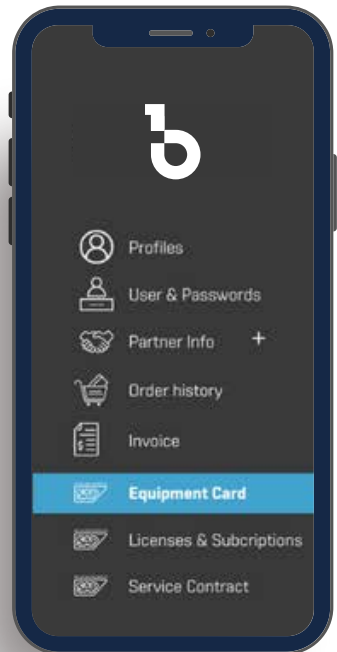 Profiles
User & Passwords
Partner Info +
Order history
Invoice
Equipment Card
Licenses & Subcriptions
Service Contract